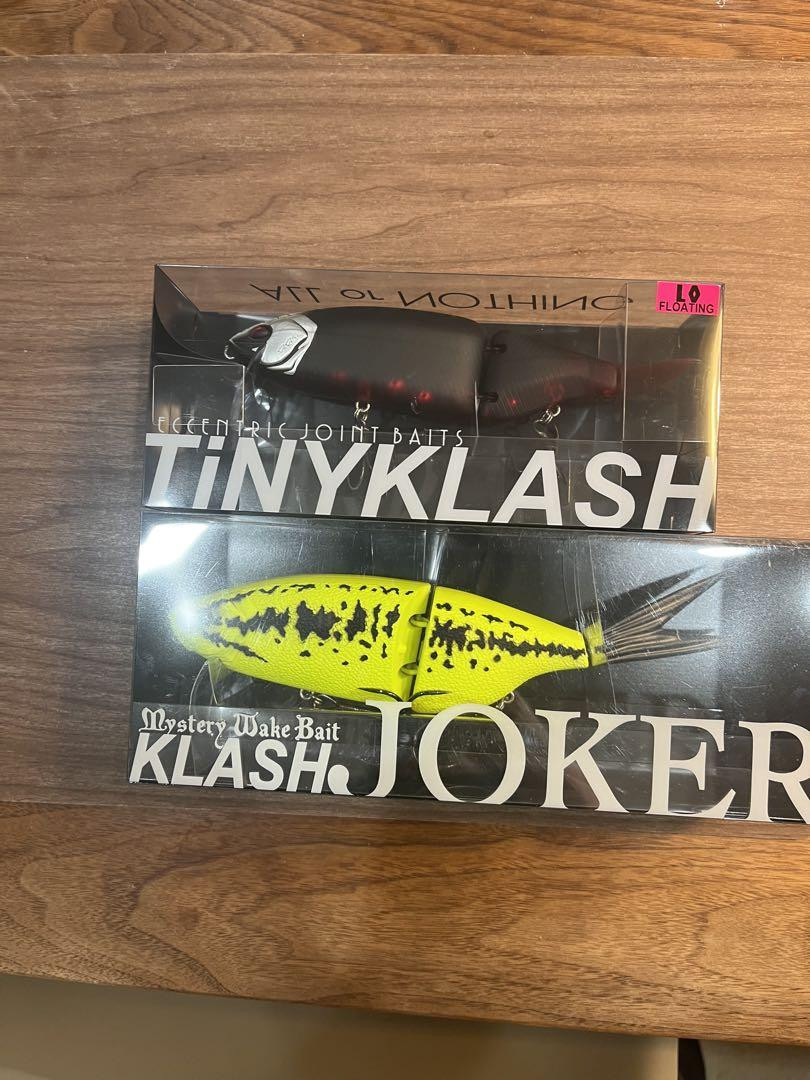 ALL or NOTHING
LO
FLOATING
ECCENTRIC JOINT BAITS
TiNYKLASH
Mystery Wake Bait
KLASH JOKER